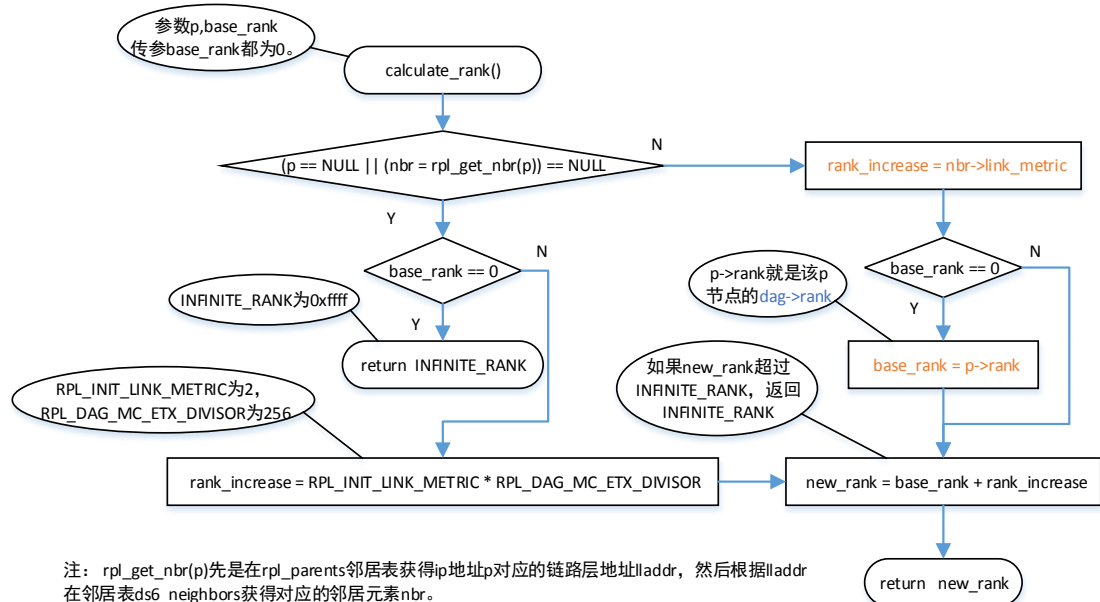 参数p,base_rank
传参base_rank都为0。
calculate_rank()
(p == NULL || (nbr = rpl_get_nbr(p)) == NULL
N
rank_increase = nbr->link_metric
Y
base_rank == 0
N
base_rank == 0
N
p->rank就是该p
节点的dag->rank
INFINITE_RANK为0xffff
Y
Y
return INFINITE_RANK
base_rank = p->rank
如果new_rank超过
INFINITE_RANK，返回
INFINITE_RANK
RPL_INIT_LINK_METRIC为2，
RPL_DAG_MC_ETX_DIVISOR为256
rank_increase = RPL_INIT_LINK_METRIC * RPL_DAG_MC_ETX_DIVISOR
new_rank = base_rank + rank_increase
注： rpl_get_nbr(p)先是在rpl_parents邻居表获得ip地址p对应的链路层地址lladdr，然后根据lladdr
在邻居表ds6_neighbors获得对应的邻居元素nbr。
return new_rank